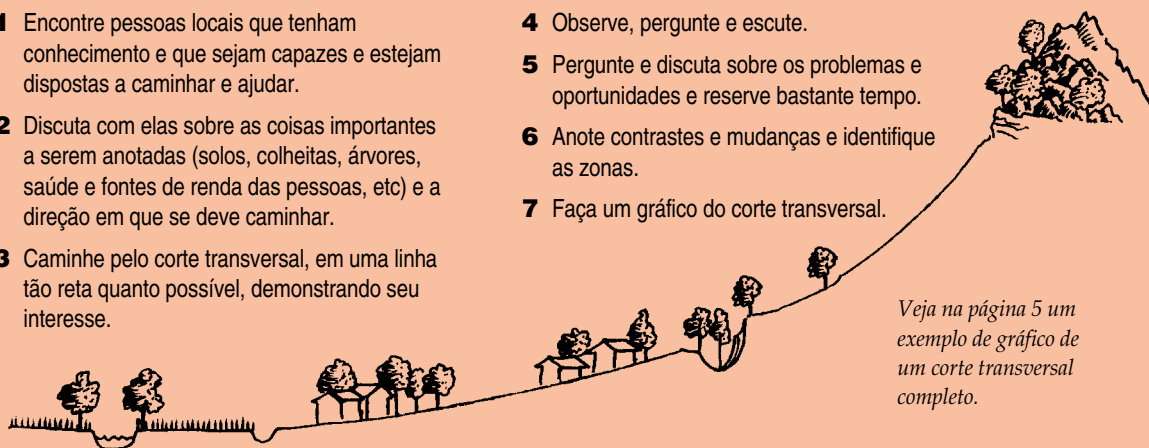 1 Encontre pessoas locais que tenham
conhecimento e que sejam capazes e estejam
dispostas a caminhar e ajudar.
2 Discuta com elas sobre as coisas importantes
a serem anotadas (solos, colheitas, árvores,
saúde e fontes de renda das pessoas, etc) e a
direção em que se deve caminhar.
3 Caminhe pelo corte transversal, em uma linha
tão reta quanto possível, demonstrando seu
interesse.
4 Observe, pergunte e escute.
5 Pergunte e discuta sobre os problemas e
oportunidades e reserve bastante tempo.
6 Anote contrastes e mudanças e identifique
as zonas.
7 Faça um gráfico do corte transversal.
Veja na página 5 um
exemplo de gráfico de
um corte transversal
completo.